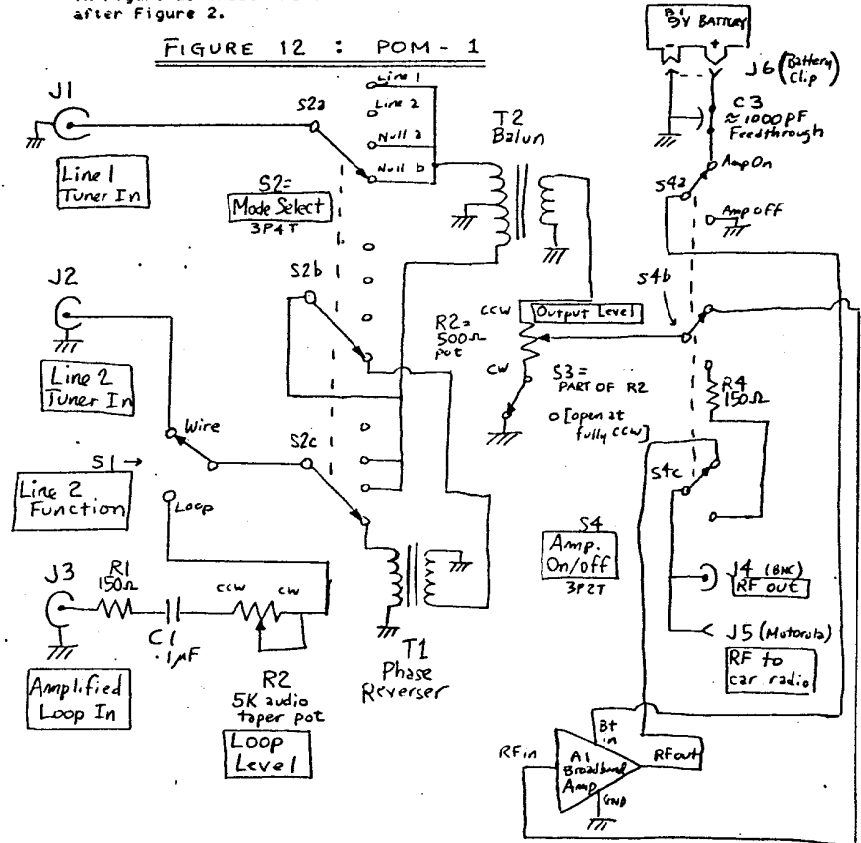 after Figure 2.
FIGURE 12 : POM - 1
J1
Line 1
Tuner In
S2a
Line 1
Line 2
Null a
Null b
S2=
Mode Select
3P4T
T2
Balun
B1
9V BATTERY
-
+
J6 (Battery Clip)
C3
≈1000pF
Feedthrough
Amp On
S4a
Amp off
J2
Line 2
Tuner In
S2b
S4b
CCW
Output Level
R2=
500Ω
pot
CW
S3=
PART OF R2
[open at
fully CCW]
R4
150Ω
Wire
S1 →
Line 2
Function
Loop
S2c
S4c
S4
Amp.
On/off
3P2T
J4 (BNC)
RF out
J5 (Motorola)
RF to
car radio
J3
R1
150Ω
C1
.1µF
CCW
CW
R2
5K audio
taper pot
Loop
Level
Amplified
Loop In
T1
Phase
Reverser
B+
in
RFin
A1
Broadband
Amp
RFout
GND